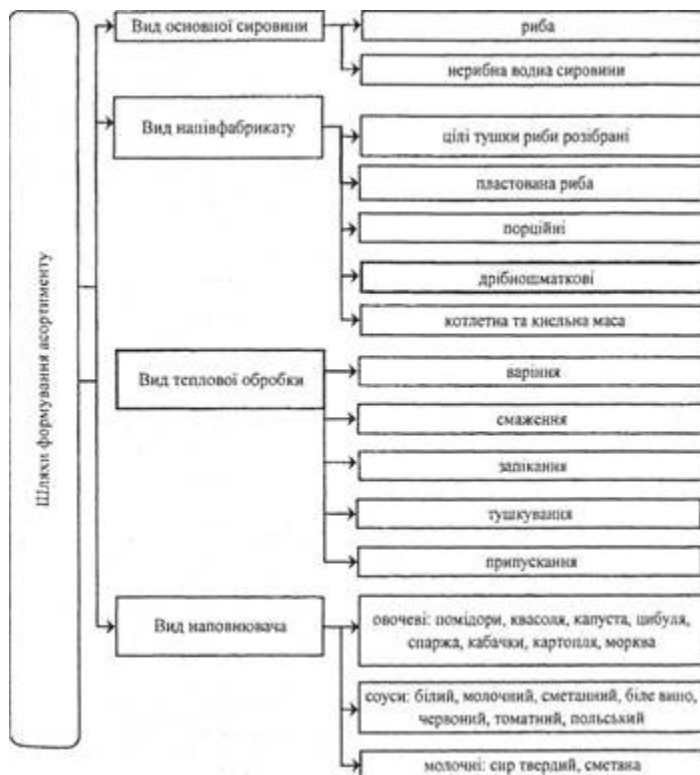 Шляхи формування асортименту
Вид основної сировини
риба
нерибна водна сировини
Вид напівфабрикату
цілі тушки риби розібрані
пластована риба
порційні
дрібношматкові
котлетна та кнельна маса
Вид теплової обробки
варіння
смаження
запікання
тушкування
припускання
Вид наповнювача
овочеві: помідори, квасоля, капуста, цибуля,
спаржа, кабачки, картопля, морква
соуси: білий, молочний, сметанний, біле вино,
червоний, томатний, польський
молочні: сир твердий, сметана